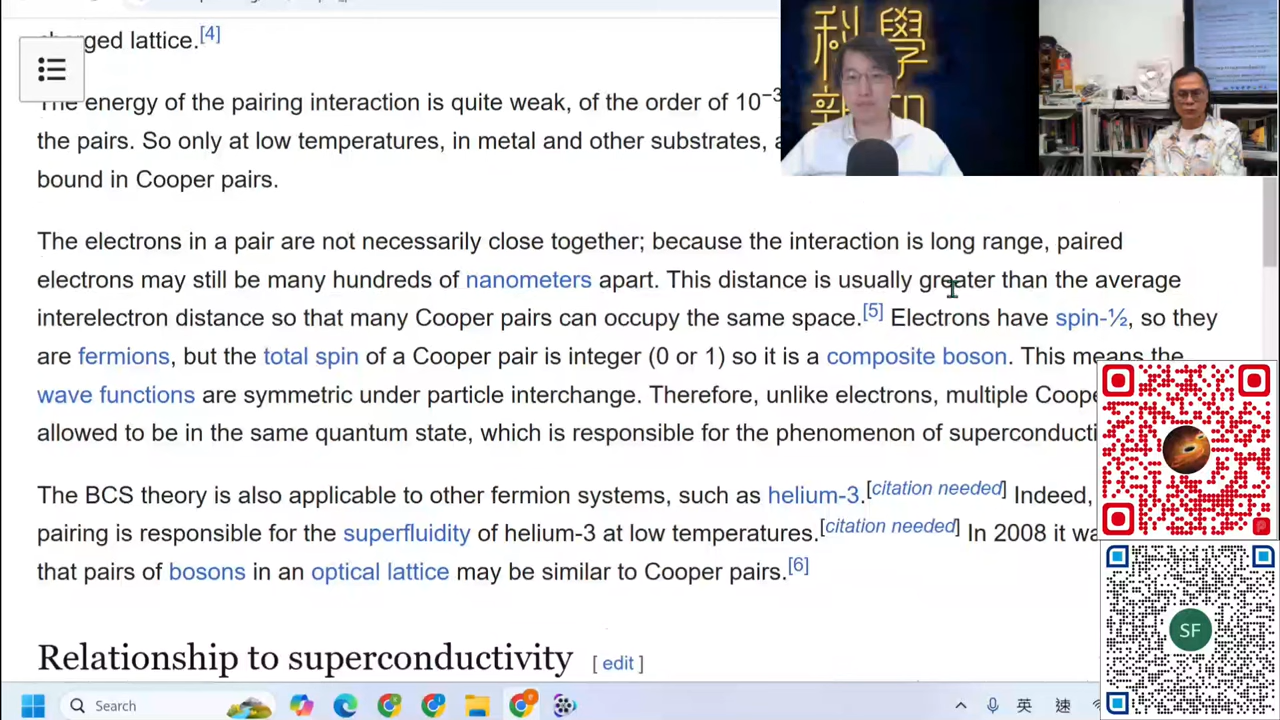 charged lattice.[4]
The energy of the pairing interaction is quite weak, of the order of 10−3
the pairs. So only at low temperatures, in metal and other substrates,
bound in Cooper pairs.
The electrons in a pair are not necessarily close together; because the interaction is long range, paired
electrons may still be many hundreds of nanometers apart. This distance is usually greater than the average
interelectron distance so that many Cooper pairs can occupy the same space.[5] Electrons have spin-½, so they
are fermions, but the total spin of a Cooper pair is integer (0 or 1) so it is a composite boson. This means the
wave functions are symmetric under particle interchange. Therefore, unlike electrons, multiple Coope
allowed to be in the same quantum state, which is responsible for the phenomenon of superconducti
The BCS theory is also applicable to other fermion systems, such as helium-3.[citation needed] Indeed,
pairing is responsible for the superfluidity of helium-3 at low temperatures.[citation needed] In 2008 it wa
that pairs of bosons in an optical lattice may be similar to Cooper pairs.[6]
Relationship to superconductivity [ edit ]
科學
新知
SF
Search
英 速